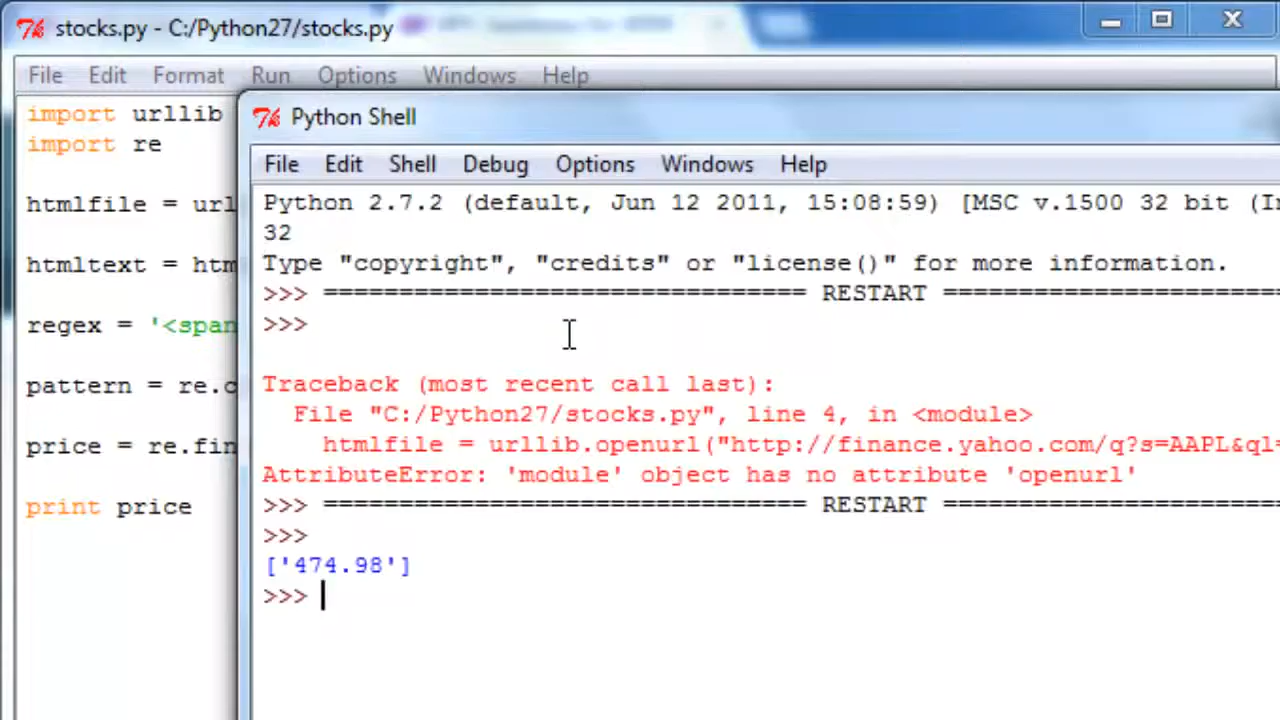 stocks.py - C:/Python27/stocks.py
File Edit Format Run Options Windows Help
import urllib
import re
htmlfile = url
htmltext = htm
regex = '<span
pattern = re.c
price = re.fin
print price
Python Shell
File Edit Shell Debug Options Windows Help
Python 2.7.2 (default, Jun 12 2011, 15:08:59) [MSC v.1500 32 bit (In
32
Type "copyright", "credits" or "license()" for more information.
>>> ================================ RESTART ======================
>>>
Traceback (most recent call last):
File "C:/Python27/stocks.py", line 4, in <module>
htmlfile = urllib.openurl("http://finance.yahoo.com/q?s=AAPL&ql=
AttributeError: 'module' object has no attribute 'openurl'
>>> ================================ RESTART ======================
>>>
['474.98']
>>>